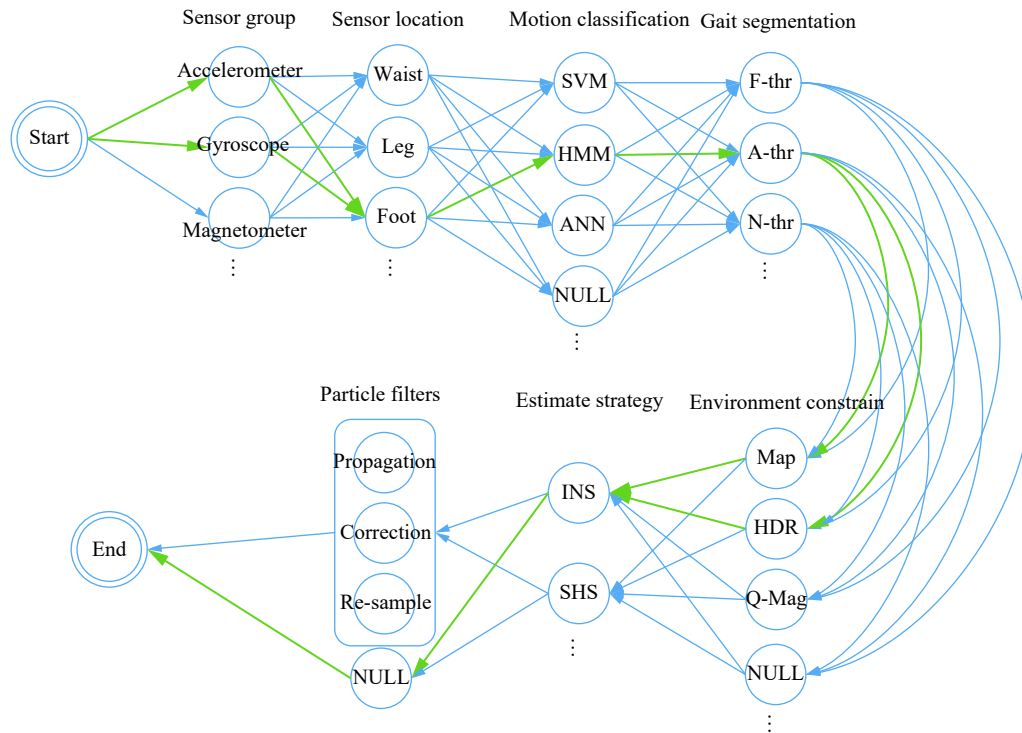 Sensor group
Sensor location
Motion classification
Gait segmentation
Start
Accelerometer
Gyroscope
Magnetometer
⋮
Waist
Leg
Foot
⋮
SVM
HMM
ANN
NULL
⋮
F-thr
A-thr
N-thr
⋮
Particle filters
Estimate strategy
Environment constrain
Map
HDR
Q-Mag
NULL
⋮
INS
SHS
⋮
Propagation
Correction
Re-sample
NULL
End